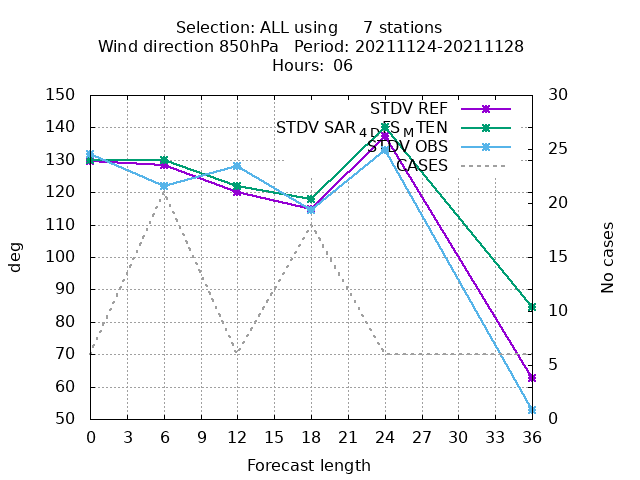 Selection: ALL using     7 stations
Wind direction 850hPa   Period: 20211124-20211128
Hours:  06
150
140
130
120
110
100
90
80
70
60
50
30
25
20
15
10
5
0
0 3 6 9 12 15 18 21 24 27 30 33 36
deg
No cases
Forecast length
STDV REF
STDV SAR4DFSMTEN
STDV OBS
CASES